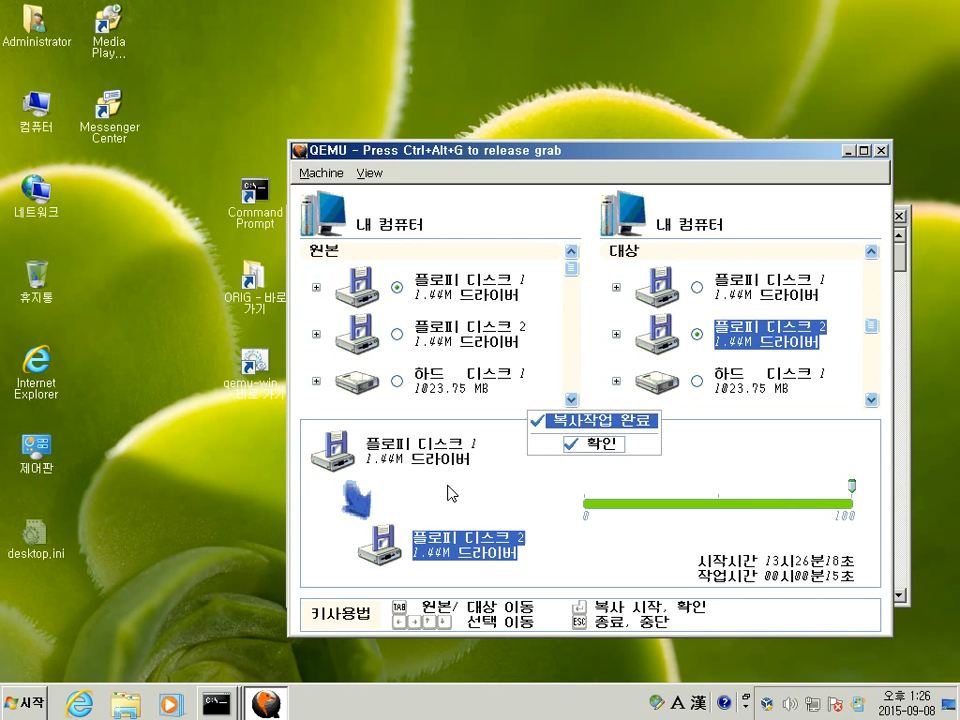 Administrator
Media
Play...
컴퓨터
Messenger
Center
네트워크
Command
Prompt
휴지통
ORIG - 바로
가기
Internet
Explorer
qemu-win
제어판
desktop.ini
QEMU - Press Ctrl+Alt+G to release grab
Machine View
내 컴퓨터
원본
플로피 디스크 1
1.44M 드라이버
플로피 디스크 2
1.44M 드라이버
하드 디스크 1
1023.75 MB
내 컴퓨터
대상
플로피 디스크 1
1.44M 드라이버
플로피 디스크 2
1.44M 드라이버
하드 디스크 1
1023.75 MB
복사작업 완료
확인
플로피 디스크 1
1.44M 드라이버
플로피 디스크 2
1.44M 드라이버
0 100
시작시간 13시26분18초
작업시간 00시00분15초
키사용법
TAB 원본/ 대상 이동
선택 이동
복사 시작, 확인
ESC 종료, 중단
시작
A 漢
오후 1:26
2015-09-08